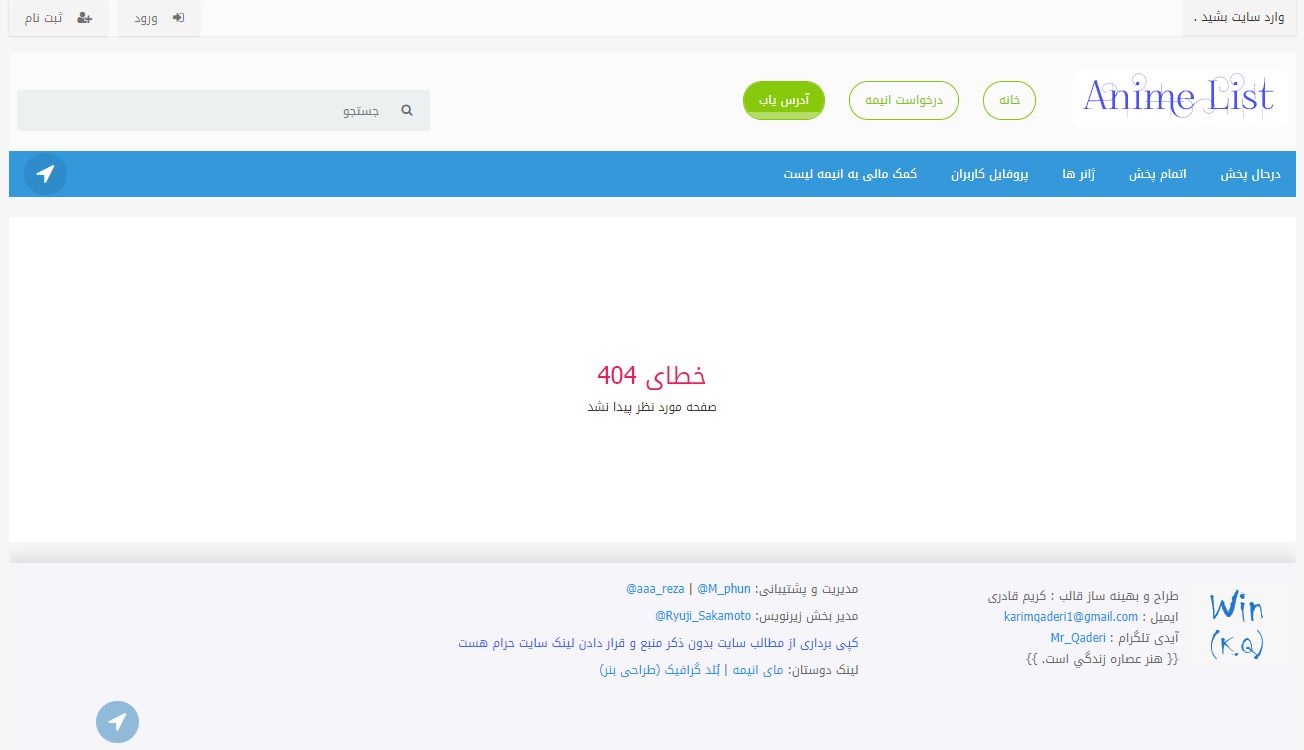 وارد سایت بشید .
ورود
ثبت نام
Anime List
خانه
درخواست انیمه
آدرس یاب
جستجو
درحال پخش
اتمام پخش
ژانر ها
پروفایل کاربران
کمک مالی به انیمه لیست
خطای 404
صفحه مورد نظر پیدا نشد
Win
(K.Q)
طراح و بهینه ساز قالب : کریم قادری
ایمیل : karimqaderi1@gmail.com
آیدی تلگرام : Mr_Qaderi
{{ هنر عصاره زندگي است. }}
مدیریت و پشتیبانی: @M_phun | @aaa_reza
مدیر بخش زیرنویس: @Ryuji_Sakamoto
کپی برداری از مطالب سایت بدون ذکر منبع و قرار دادن لینک سایت حرام هست
لینک دوستان: مای انیمه | بُلد گرافیک (طراحی بنر)